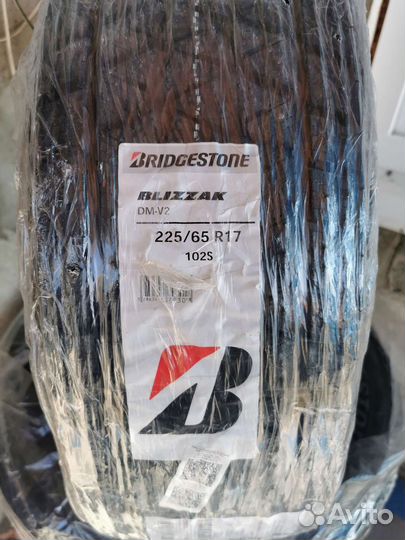 BRIDGESTONE
BLIZZAK
DM-V2
225/65 R17
102S
Avito